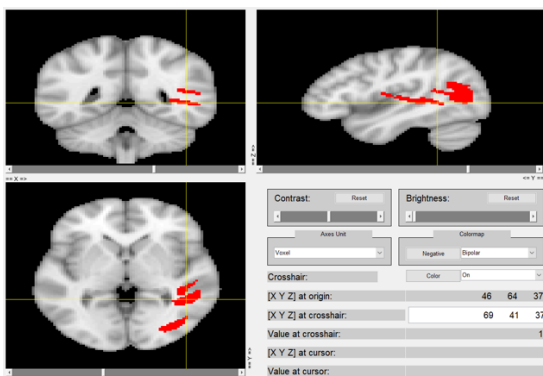 << Z >>
<< X >>
<< Y >>
Contrast:
Reset
Brightness:
Reset
Axes Unit
Colormap
Voxel
Negative
Bipolar
Crosshair:
Color
On
[X Y Z] at origin:
46 64 37
[X Y Z] at crosshair:
69 41 37
Value at crosshair:
1
[X Y Z] at cursor:
<< Y >>
Value at cursor: